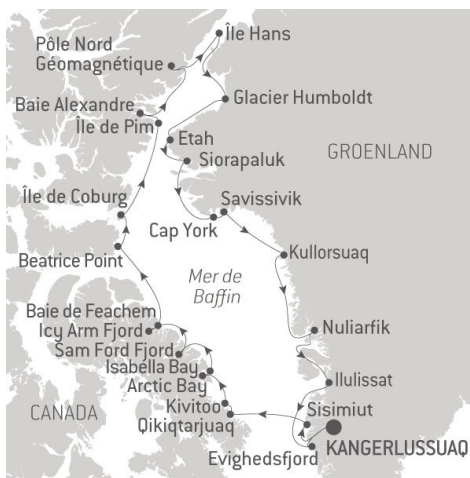 Île Hans
Pôle Nord
Géomagnétique
Glacier Humboldt
Baie Alexandre
Île de Pim
Etah
GROENLAND
Siorapaluk
Île de Coburg
Savissivik
Cap York
Beatrice Point
Kullorsuaq
Mer de
Baffin
Baie de Feachem
Icy Arm Fjord
Nuliarfik
Sam Ford Fjord
Isabella Bay
Arctic Bay
Ilulissat
CANADA
Kivitoo
Qikiqtarjuaq
Sisimiut
KANGERLUSSUAQ
Evighedsfjord